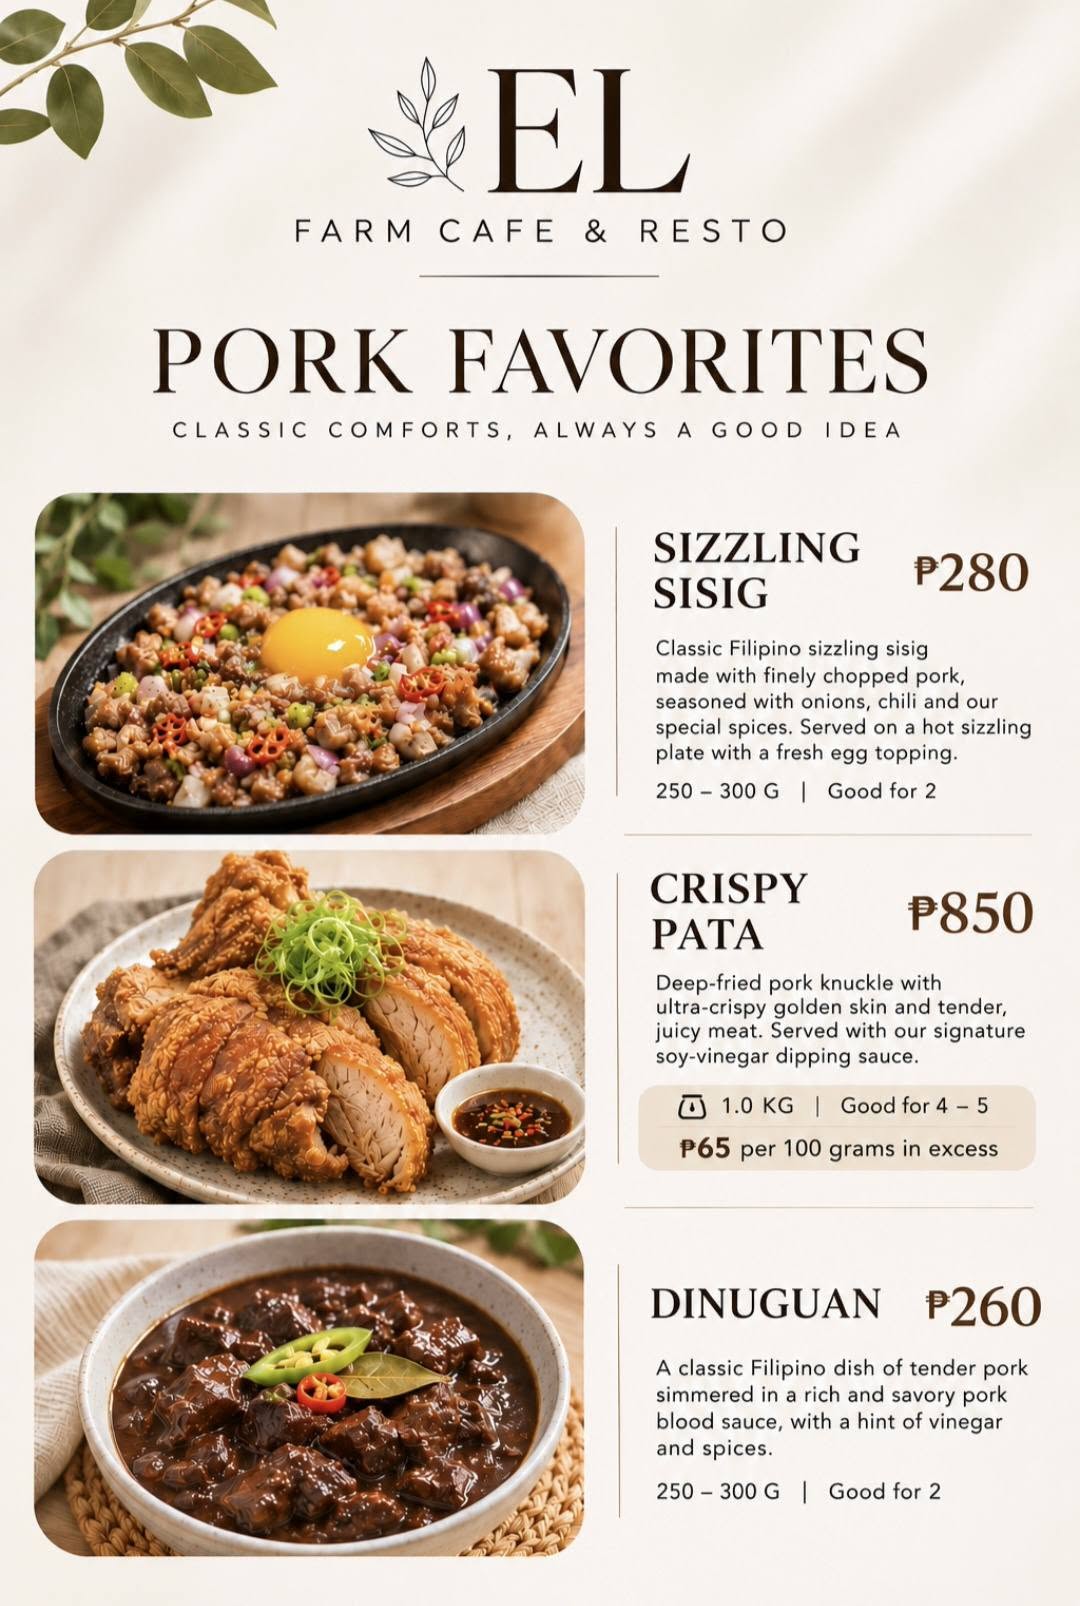 EL
FARM CAFE & RESTO
PORK FAVORITES
CLASSIC COMFORTS, ALWAYS A GOOD IDEA
SIZZLING
SISIG
₱280
Classic Filipino sizzling sisig
made with finely chopped pork,
seasoned with onions, chili and our
special spices. Served on a hot sizzling
plate with a fresh egg topping.
250 – 300 G | Good for 2
CRISPY
PATA
₱850
Deep-fried pork knuckle with
ultra-crispy golden skin and tender,
juicy meat. Served with our signature
soy-vinegar dipping sauce.
1.0 KG | Good for 4 – 5
₱65 per 100 grams in excess
DINUGUAN ₱260
A classic Filipino dish of tender pork
simmered in a rich and savory pork
blood sauce, with a hint of vinegar
and spices.
250 – 300 G | Good for 2